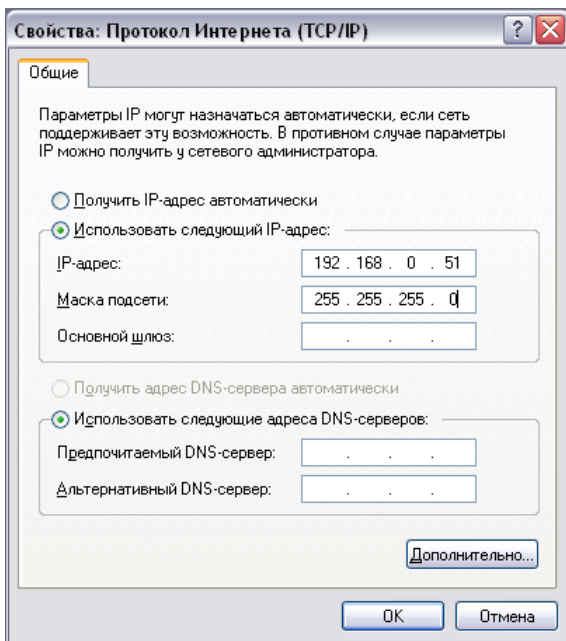 Свойства: Протокол Интернета (TCP/IP)
Общие
Параметры IP могут назначаться автоматически, если сеть
поддерживает эту возможность. В противном случае параметры
IP можно получить у сетевого администратора.
Получить IP-адрес автоматически
Использовать следующий IP-адрес:
IP-адрес: 192 . 168 . 0 . 51
Маска подсети: 255 . 255 . 255 . 0
Основной шлюз: . . .
Получить адрес DNS-сервера автоматически
Использовать следующие адреса DNS-серверов:
Предпочитаемый DNS-сервер: . . .
Альтернативный DNS-сервер: . . .
Дополнительно...
OK Отмена